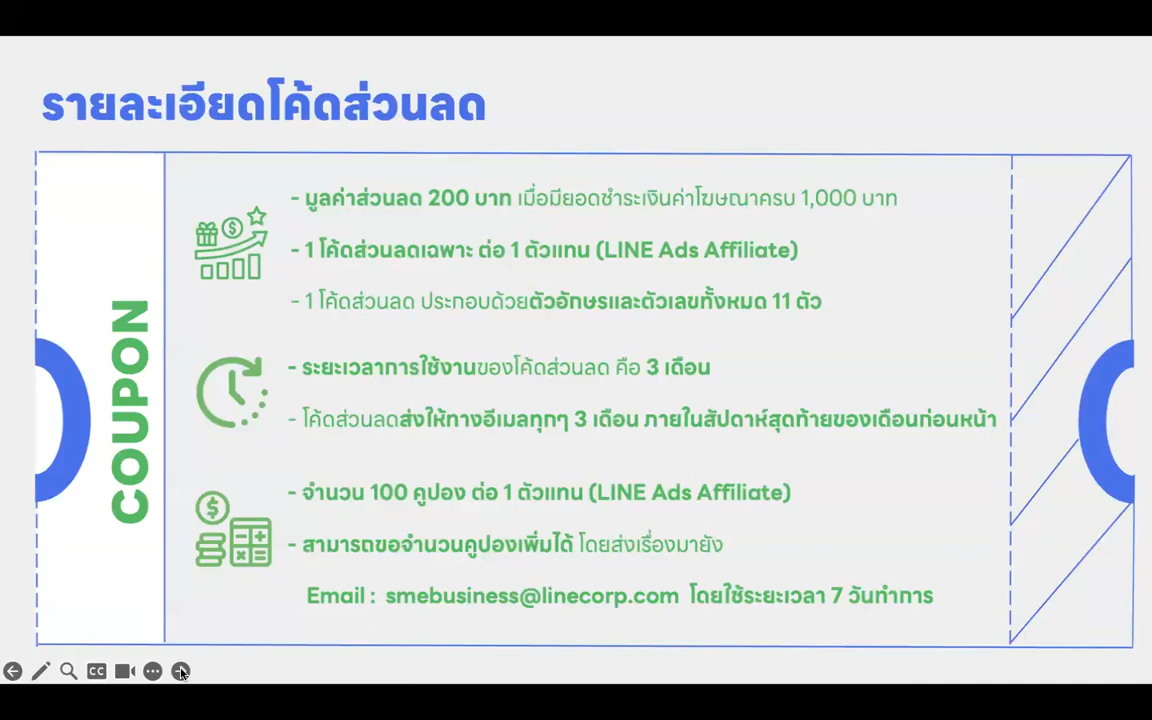 รายละเอียดโค้ดส่วนลด
COUPON
- มูลค่าส่วนลด 200 บาท เมื่อมียอดชำระเงินค่าโฆษณาครบ 1,000 บาท
- 1 โค้ดส่วนลดเฉพาะ ต่อ 1 ตัวแทน (LINE Ads Affiliate)
- 1 โค้ดส่วนลด ประกอบด้วยตัวอักษรและตัวเลขทั้งหมด 11 ตัว
- ระยะเวลาการใช้งานของโค้ดส่วนลด คือ 3 เดือน
- โค้ดส่วนลดส่งให้ทางอีเมลทุกๆ 3 เดือน ภายในสัปดาห์สุดท้ายของเดือนก่อนหน้า
- จำนวน 100 คูปอง ต่อ 1 ตัวแทน (LINE Ads Affiliate)
- สามารถขอจำนวนคูปองเพิ่มได้ โดยส่งเรื่องมายัง
Email : smebusiness@linecorp.com โดยใช้ระยะเวลา 7 วันทำการ
CC